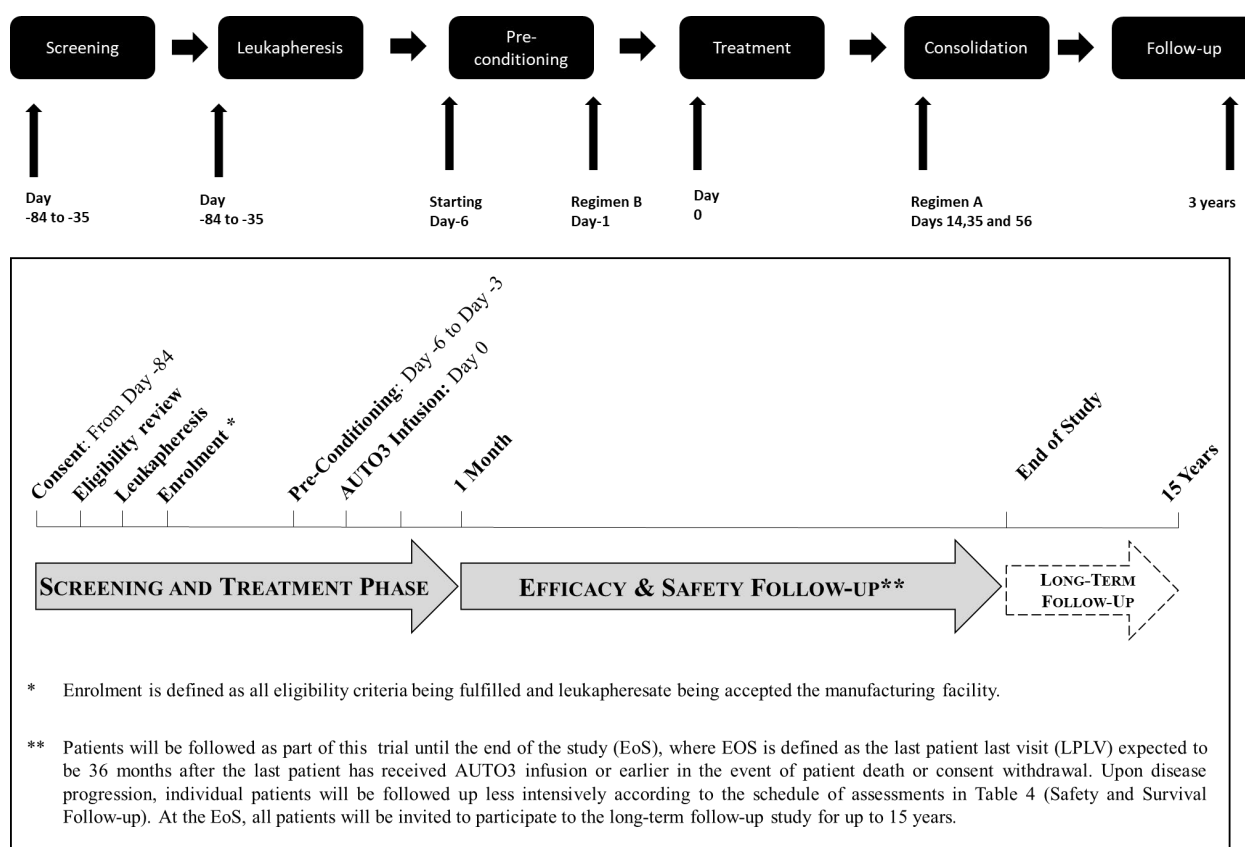 Screening
Leukapheresis
Pre-
conditioning
Treatment
Consolidation
Follow-up
Day
-84 to -35
Day
-84 to -35
Starting
Day-6
Regimen B
Day-1
Day
0
Regimen A
Days 14,35 and 56
3 years
Consent: From Day -84
Eligibility review
Leukapheresis
Enrolment *
Pre-Conditioning: Day -6 to Day -3
AUTO3 Infusion: Day 0
1 Month
End of Study
15 Years
SCREENING AND TREATMENT PHASE
EFFICACY & SAFETY FOLLOW-UP**
LONG-TERM
FOLLOW-UP
* Enrolment is defined as all eligibility criteria being fulfilled and leukapheresate being accepted the manufacturing facility.
** Patients will be followed as part of this trial until the end of the study (EoS), where EOS is defined as the last patient last visit (LPLV) expected to
be 36 months after the last patient has received AUTO3 infusion or earlier in the event of patient death or consent withdrawal. Upon disease
progression, individual patients will be followed up less intensively according to the schedule of assessments in Table 4 (Safety and Survival
Follow-up). At the EoS, all patients will be invited to participate to the long-term follow-up study for up to 15 years.